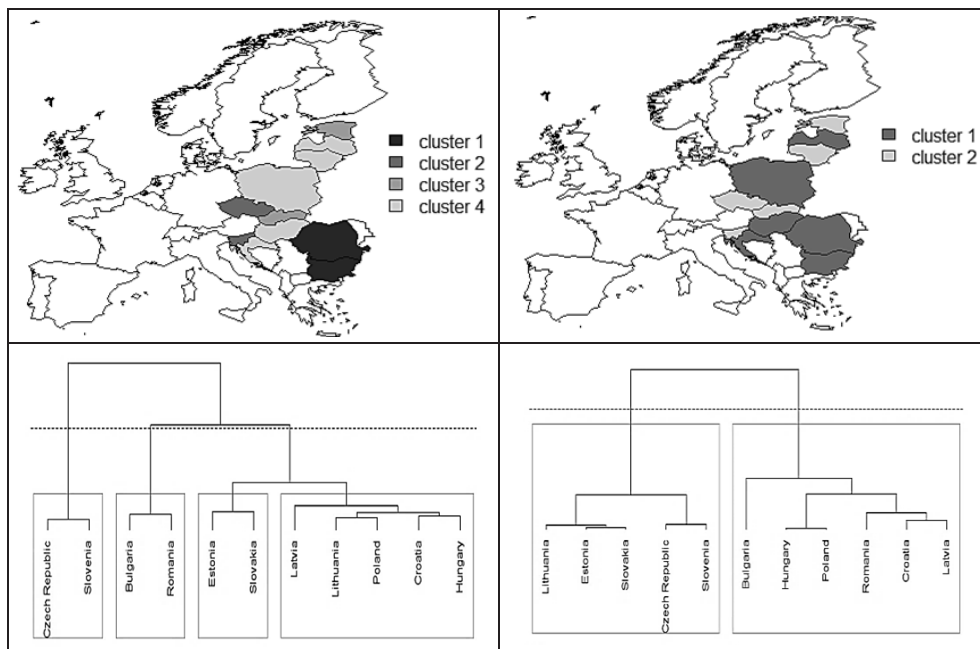 cluster 1
cluster 2
cluster 3
cluster 4
cluster 1
cluster 2
Czech Republic
Slovenia
Bulgaria
Romania
Estonia
Slovakia
Latvia
Lithuania
Poland
Croatia
Hungary
Lithuania
Estonia
Slovakia
Czech Republic
Slovenia
Bulgaria
Hungary
Poland
Romania
Croatia
Latvia